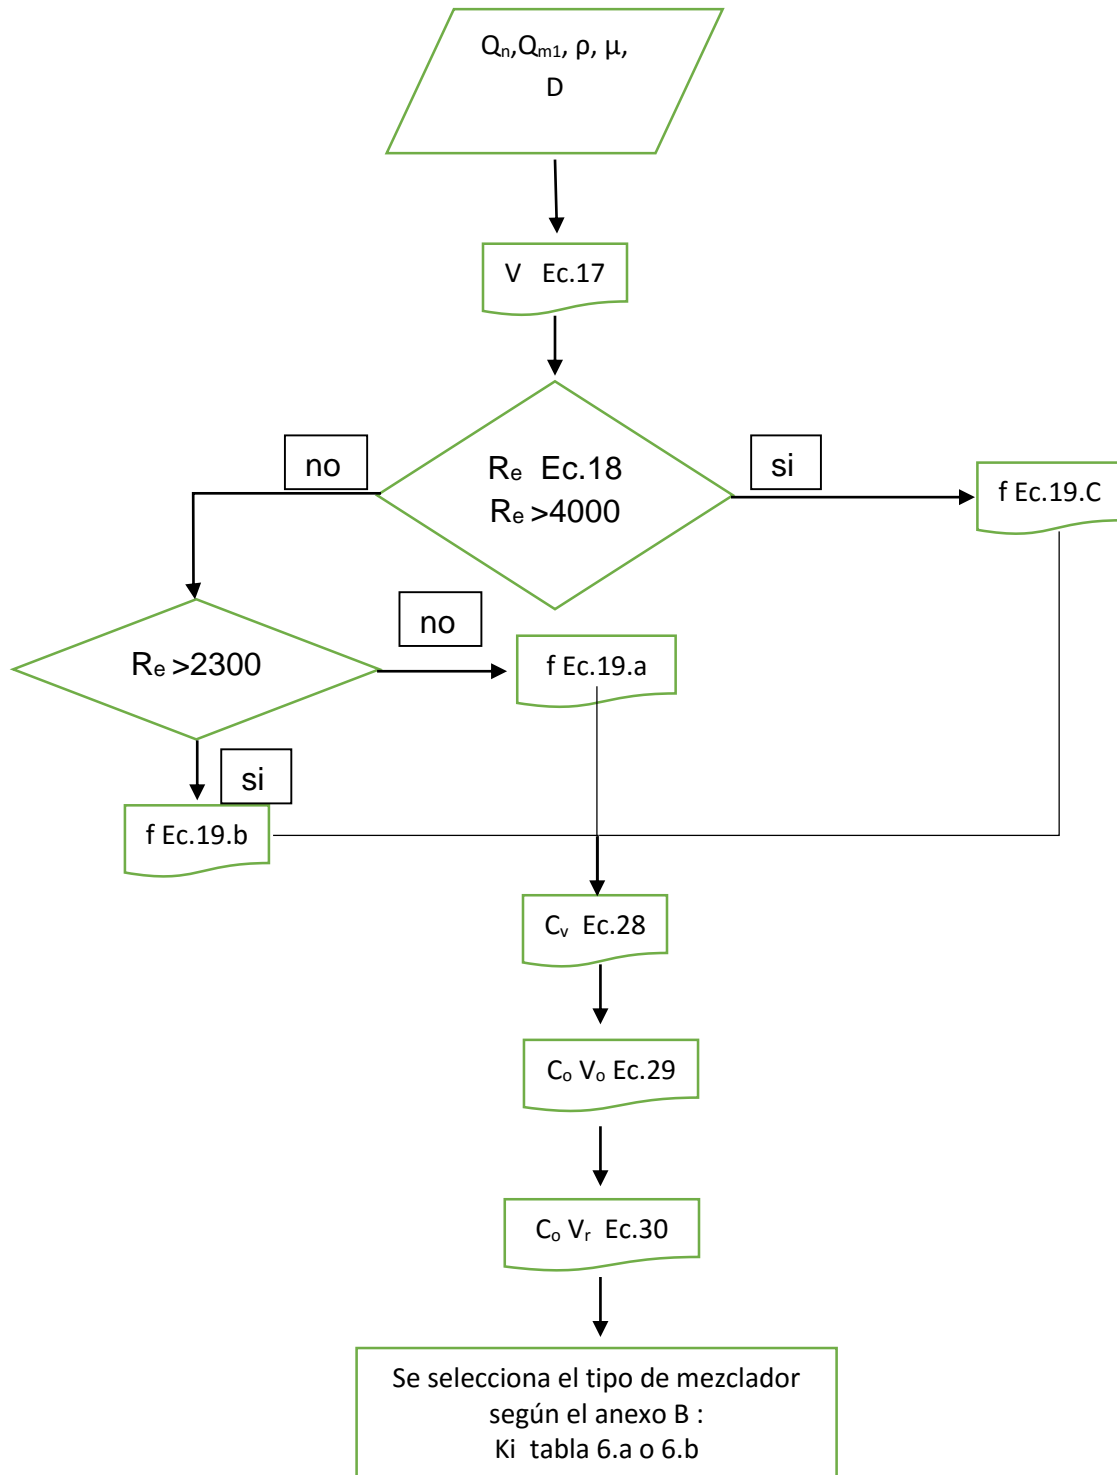 Qn,Qm1, ρ, μ,
D
V Ec.17
no
Re Ec.18
Re >4000
si
f Ec.19.C
Re >2300
no
f Ec.19.a
si
f Ec.19.b
Cv Ec.28
Co Vo Ec.29
Co Vr Ec.30
Se selecciona el tipo de mezclador
según el anexo B :
Ki tabla 6.a o 6.b